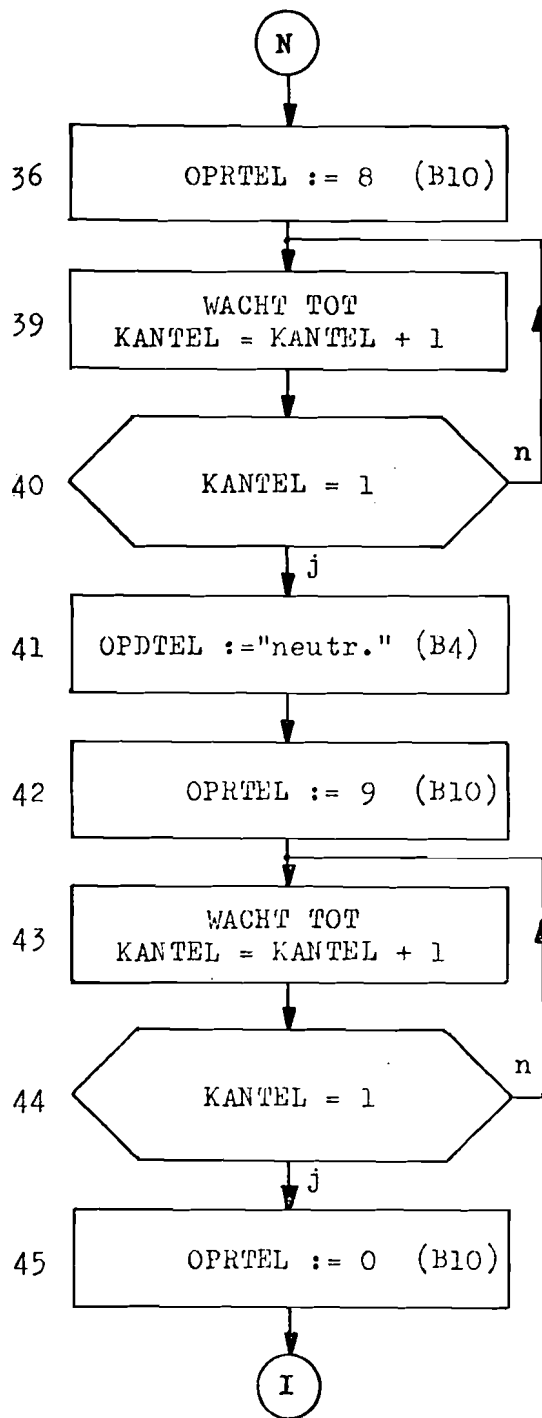 N
36
OPRTEL := 8 (B10)
39
WACHT TOT
KANTEL = KANTEL + 1
40
KANTEL = 1
n
j
41
OPDTEL :="neutr." (B4)
42
OPRTEL := 9 (B10)
43
WACHT TOT
KANTEL = KANTEL + 1
44
KANTEL = 1
n
j
45
OPRTEL := 0 (B10)
I